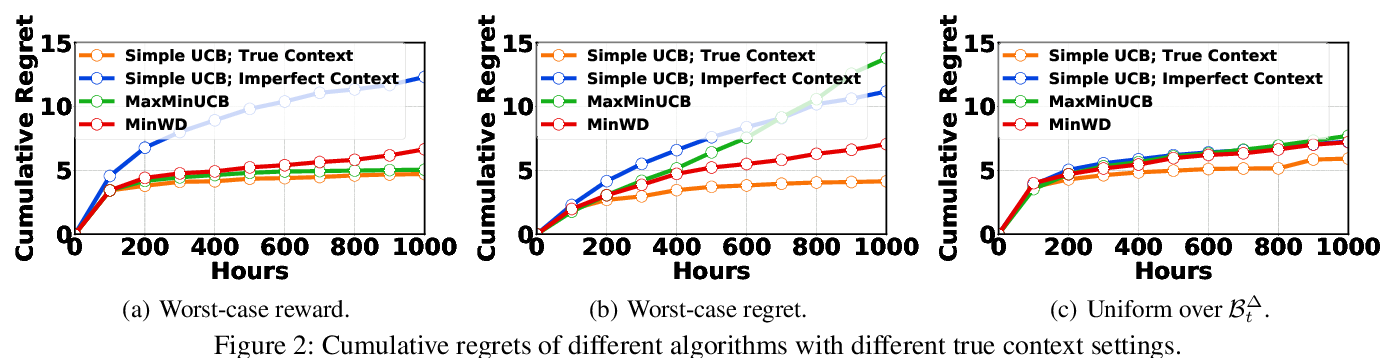 Cumulative Regret
15
10
5
0
Simple UCB; True Context
Simple UCB; Imperfect Context
MaxMinUCB
MinWD
0 200 400 600 800 1000
Hours
(a) Worst-case reward.
Cumulative Regret
15
10
5
0
Simple UCB; True Context
Simple UCB; Imperfect Context
MaxMinUCB
MinWD
0 200 400 600 800 1000
Hours
(b) Worst-case regret.
Cumulative Regret
15
10
5
0
Simple UCB; True Context
Simple UCB; Imperfect Context
MaxMinUCB
MinWD
0 200 400 600 800 1000
Hours
(c) Uniform over $\mathcal{B}_t^\Delta$.
Figure 2: Cumulative regrets of different algorithms with different true context settings.